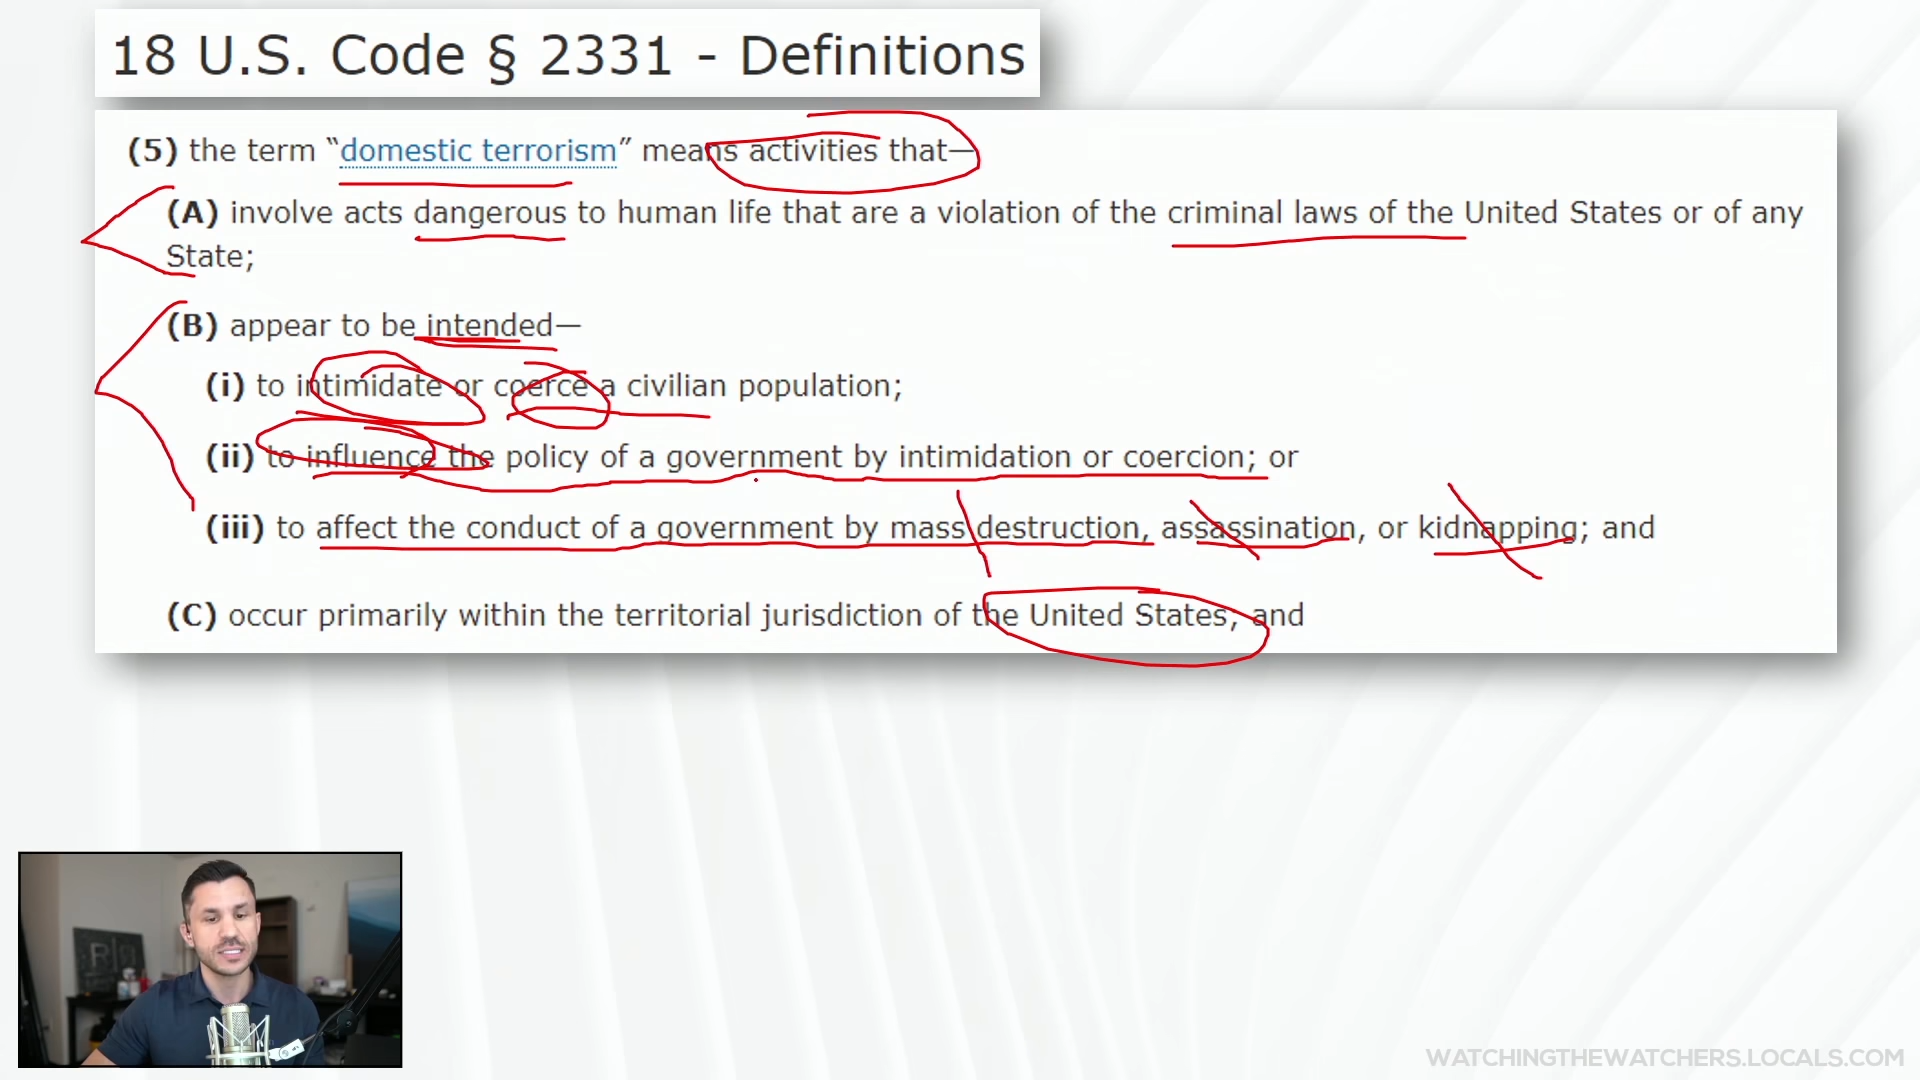 18 U.S. Code § 2331 - Definitions
(5) the term “domestic terrorism” means activities that—
(A) involve acts dangerous to human life that are a violation of the criminal laws of the United States or of any
State;
(B) appear to be intended—
(i) to intimidate or coerce a civilian population;
(ii) to influence the policy of a government by intimidation or coercion; or
(iii) to affect the conduct of a government by mass destruction, assassination, or kidnapping; and
(C) occur primarily within the territorial jurisdiction of the United States; and
WATCHINGTHEWATCHERS.LOCALS.COM